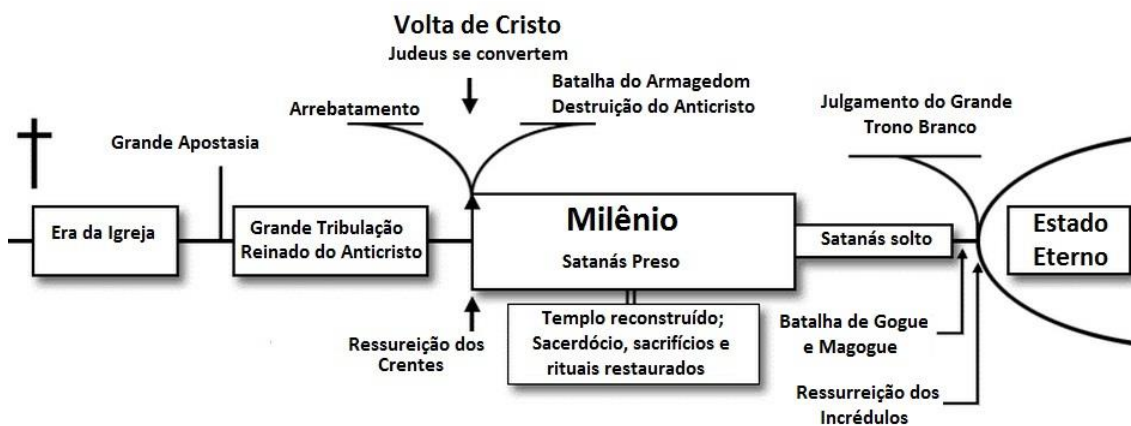 Volta de Cristo
Judeus se convertem
Arrebatamento
Batalha do Armagedom
Destruição do Anticristo
Julgamento do Grande
Trono Branco
Grande Apostasia
Era da Igreja
Grande Tribulação
Reinado do Anticristo
Milênio
Satanás Preso
Satanás solto
Estado
Eterno
Ressureição dos
Crentes
Templo reconstruído;
Sacerdócio, sacrifícios e
rituais restaurados
Batalha de Gogue
e Magogue
Ressurreição dos
Incrédulos